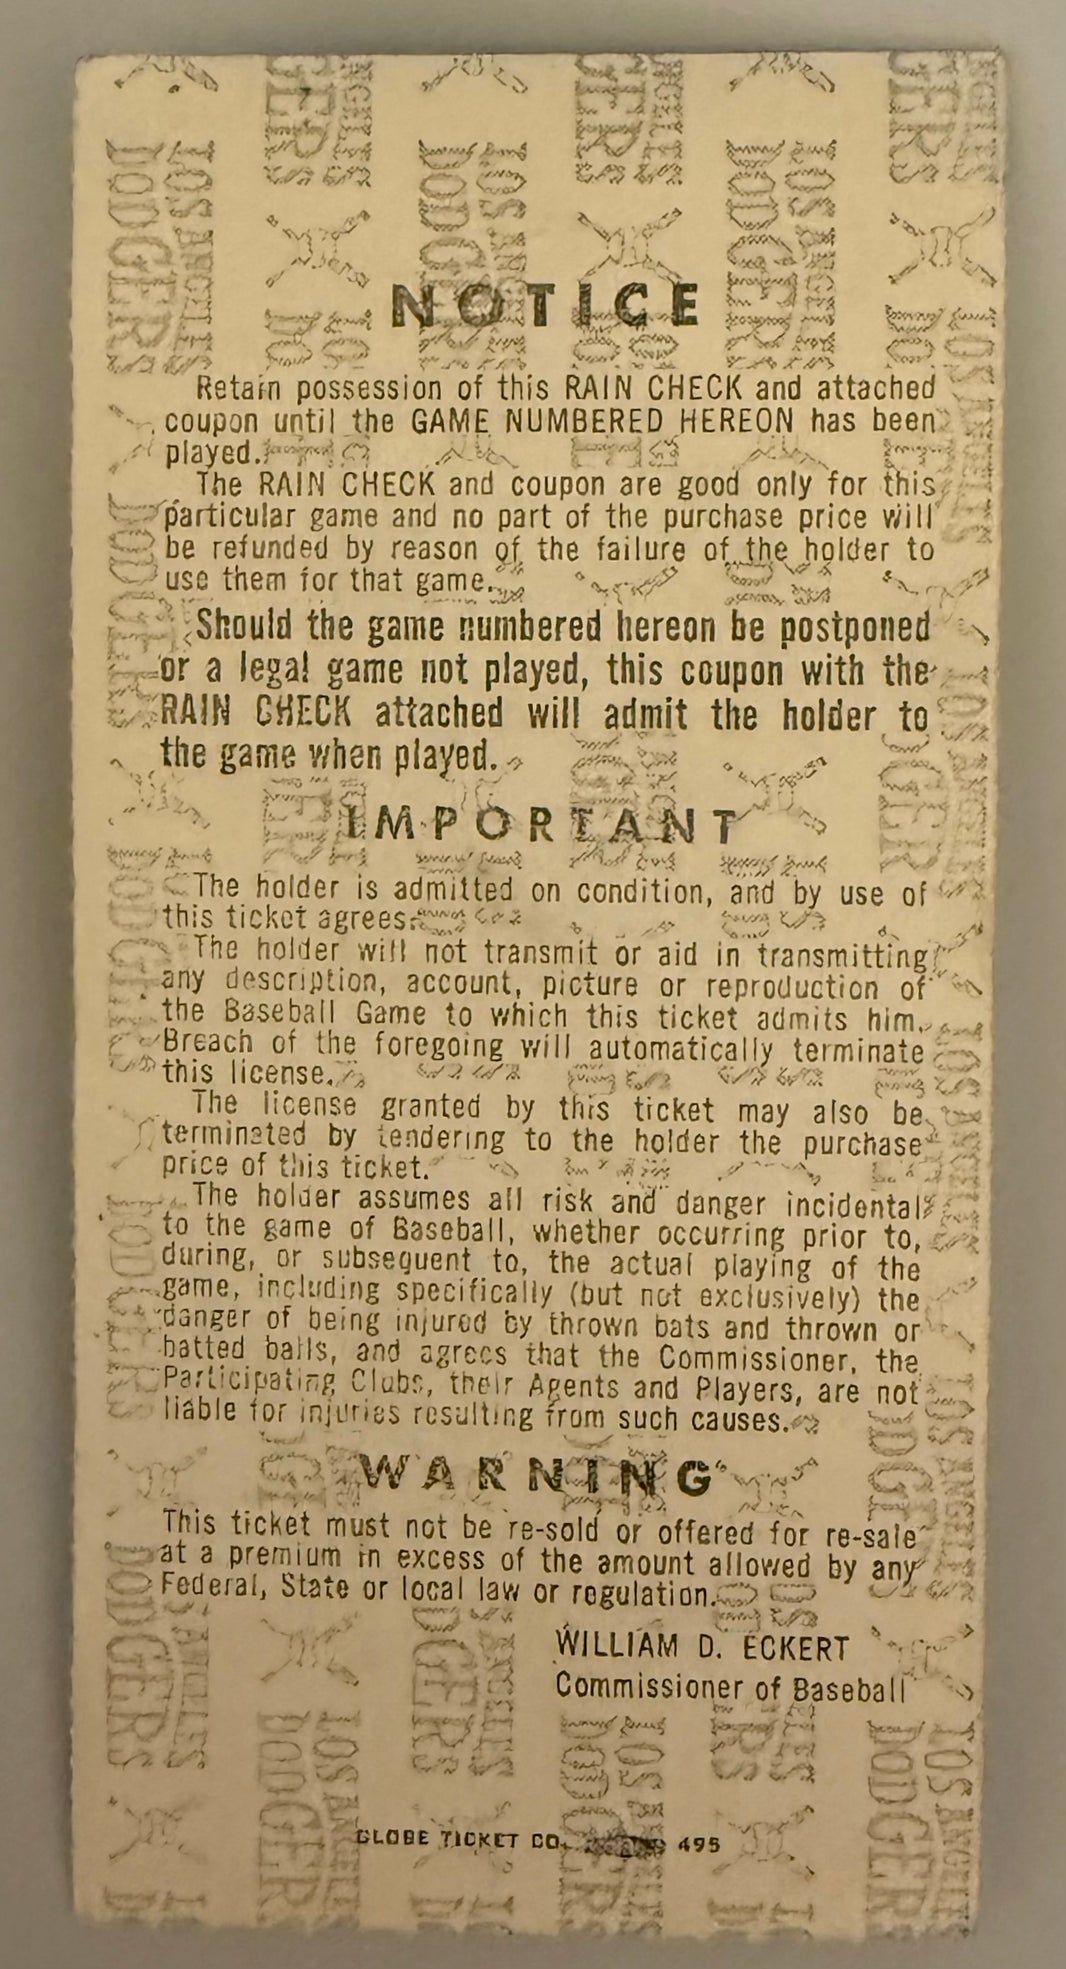 NOTICE
Retain possession of this RAIN CHECK and attached
coupon until the GAME NUMBERED HEREON has been
played.
The RAIN CHECK and coupon are good only for this
particular game and no part of the purchase price will
be refunded by reason of the failure of the holder to
use them for that game.
Should the game numbered hereon be postponed
or a legal game not played, this coupon with the
RAIN CHECK attached will admit the holder to
the game when played.
IMPORTANT
The holder is admitted on condition, and by use of
this ticket agrees:
The holder will not transmit or aid in transmitting
any description, account, picture or reproduction of
the Baseball Game to which this ticket admits him.
Breach of the foregoing will automatically terminate
this license.
The license granted by this ticket may also be
terminated by tendering to the holder the purchase
price of this ticket.
The holder assumes all risk and danger incidental
to the game of Baseball, whether occurring prior to,
during, or subsequent to, the actual playing of the
game, including specifically (but not exclusively) the
danger of being injured by thrown bats and thrown or
batted balls, and agrees that the Commissioner, the
Participating Clubs, their Agents and Players, are not
liable for injuries resulting from such causes.
WARNING
This ticket must not be re-sold or offered for re-sale
at a premium in excess of the amount allowed by any
Federal, State or local law or regulation.
WILLIAM D. ECKERT
Commissioner of Baseball
GLOBE TICKET CO. 495
LOS ANGELES
DODGERS